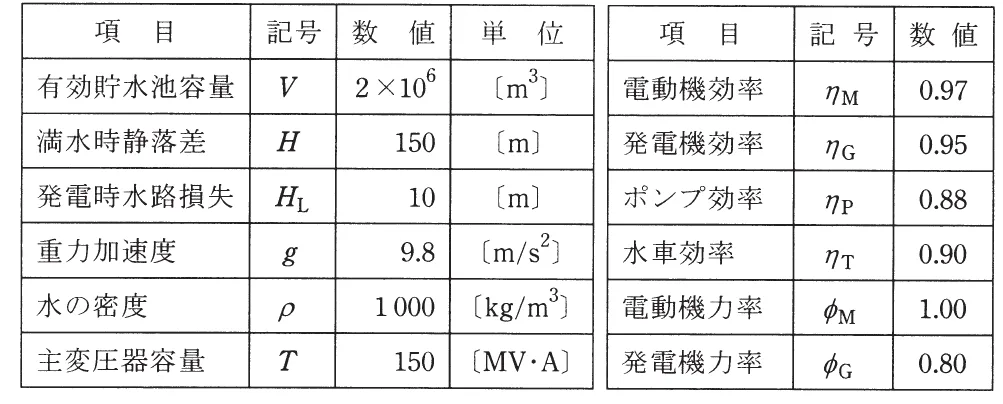 項 目 記号 数 値 単 位
有効貯水池容量 V 2×10⁶ 〔m³〕
満水時静落差 H 150 〔m〕
発電時水路損失 H_L 10 〔m〕
重力加速度 g 9.8 〔m/s²〕
水の密度 ρ 1 000 〔kg/m³〕
主変圧器容量 T 150 〔MV・A〕
項 目 記 号 数 値
電動機効率 η_M 0.97
発電機効率 η_G 0.95
ポンプ効率 η_P 0.88
水車効率 η_T 0.90
電動機力率 ϕ_M 1.00
発電機力率 ϕ_G 0.80